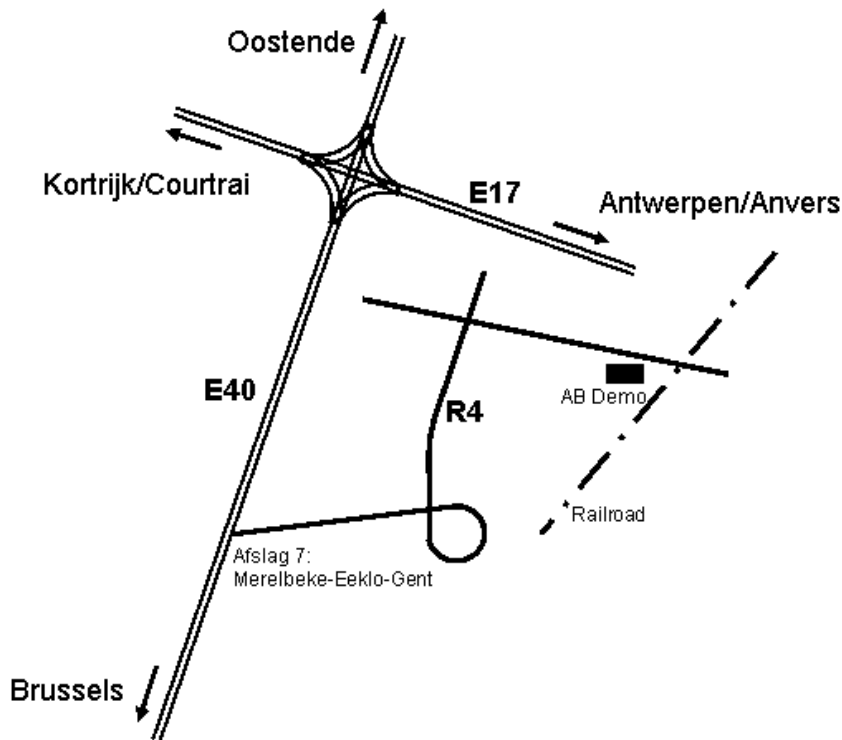 Oostende
Kortrijk/Courtrai
E17
Antwerpen/Anvers
E40
AB Demo
R4
Railroad
Afslag 7:
Merelbeke-Eeklo-Gent
Brussels